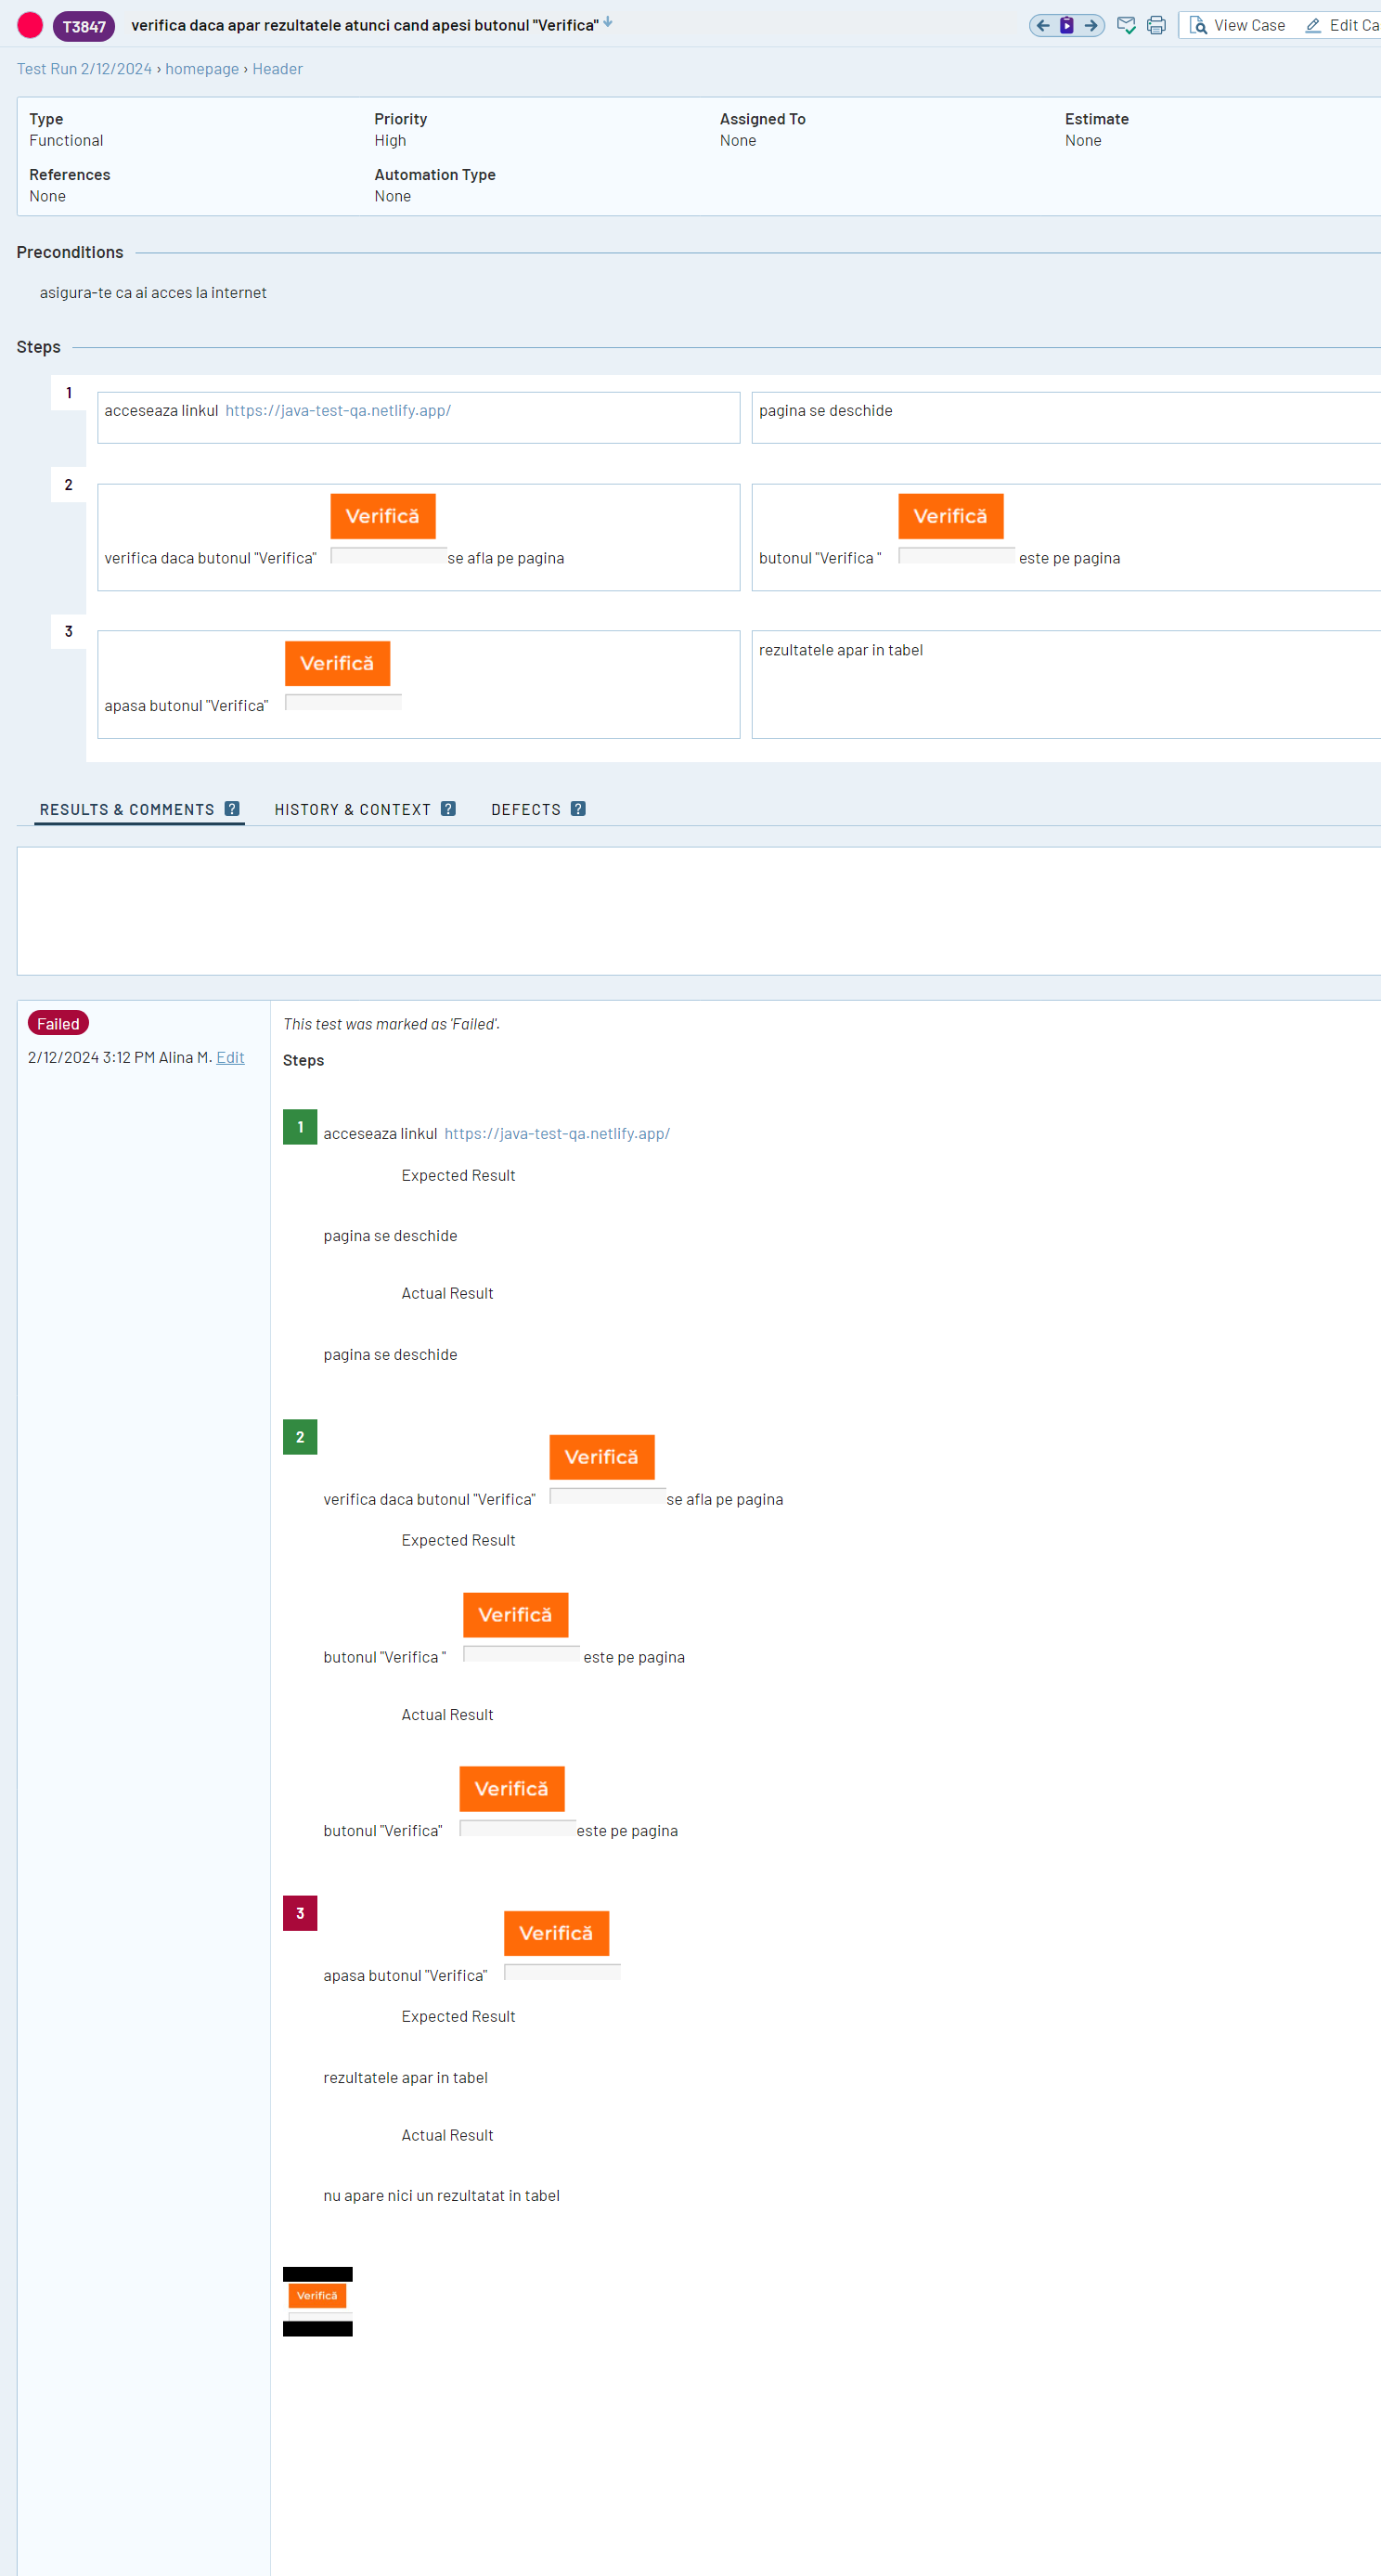 T3847 verifica daca apar rezultatele atunci cand apesi butonul "Verifica" View Case Edit Ca
Test Run 2/12/2024 › homepage › Header
Type Priority Assigned To Estimate
Functional High None None
References Automation Type
None None
Preconditions
asigura-te ca ai acces la internet
Steps
1
acceseaza linkul https://java-test-qa.netlify.app/ pagina se deschide
2
Verifică Verifică
verifica daca butonul "Verifica" se afla pe pagina butonul "Verifica " este pe pagina
3
rezultatele apar in tabel
Verifică
apasa butonul "Verifica"
RESULTS & COMMENTS ? HISTORY & CONTEXT ? DEFECTS ?
Failed This test was marked as 'Failed'.
2/12/2024 3:12 PM Alina M. Edit Steps
1 acceseaza linkul https://java-test-qa.netlify.app/
Expected Result
pagina se deschide
Actual Result
pagina se deschide
2
Verifică
verifica daca butonul "Verifica" se afla pe pagina
Expected Result
Verifică
butonul "Verifica " este pe pagina
Actual Result
Verifică
butonul "Verifica" este pe pagina
3
Verifică
apasa butonul "Verifica"
Expected Result
rezultatele apar in tabel
Actual Result
nu apare nici un rezultatat in tabel
Verifică